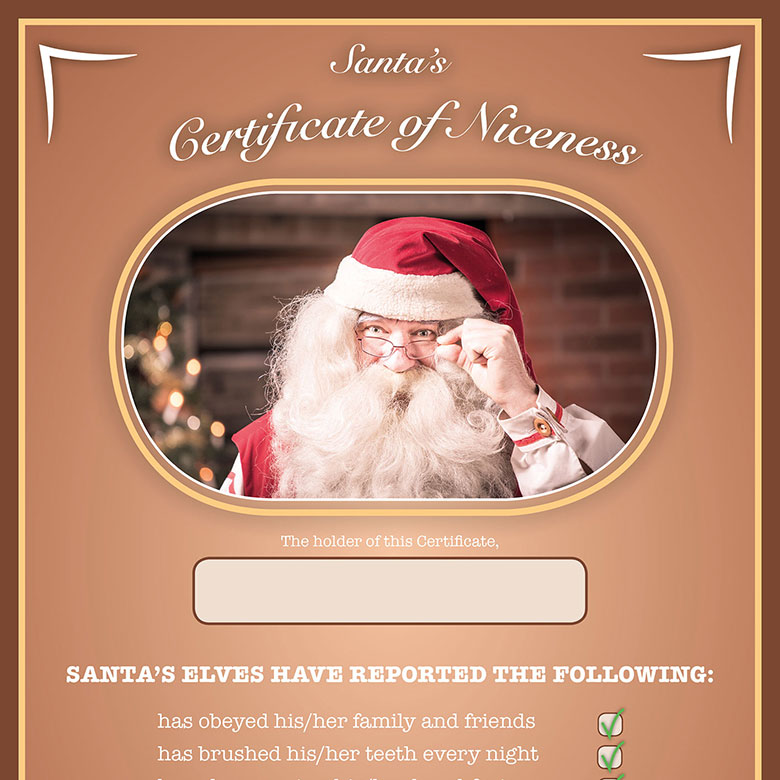 Santa's
Certificate of Niceness
The holder of this Certificate,
SANTA'S ELVES HAVE REPORTED THE FOLLOWING:
has obeyed his/her family and friends
has brushed his/her teeth every night